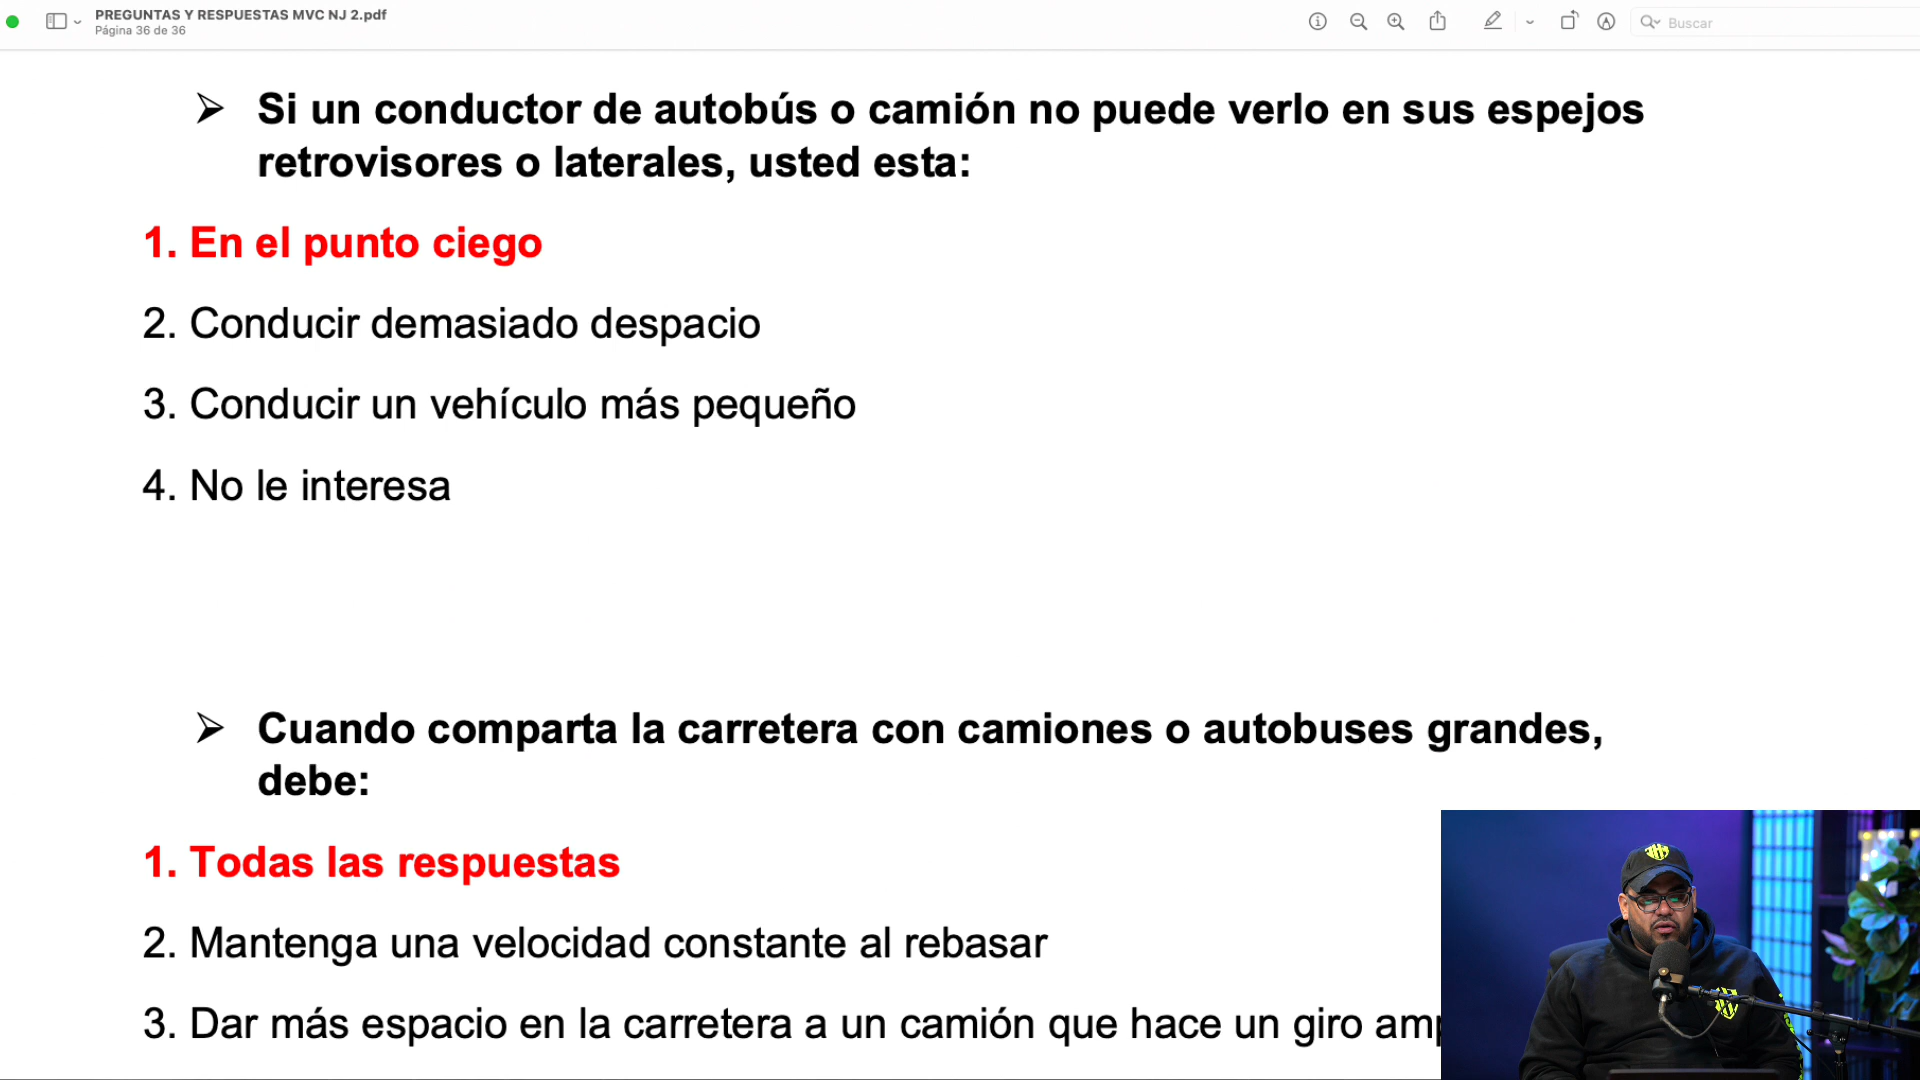 PREGUNTAS Y RESPUESTAS MVC NJ 2.pdf
Página 36 de 36
Buscar
➢ Si un conductor de autobús o camión no puede verlo en sus espejos
retrovisores o laterales, usted esta:
1. En el punto ciego
2. Conducir demasiado despacio
3. Conducir un vehículo más pequeño
4. No le interesa
➢ Cuando comparta la carretera con camiones o autobuses grandes,
debe:
1. Todas las respuestas
2. Mantenga una velocidad constante al rebasar
3. Dar más espacio en la carretera a un camión que hace un giro